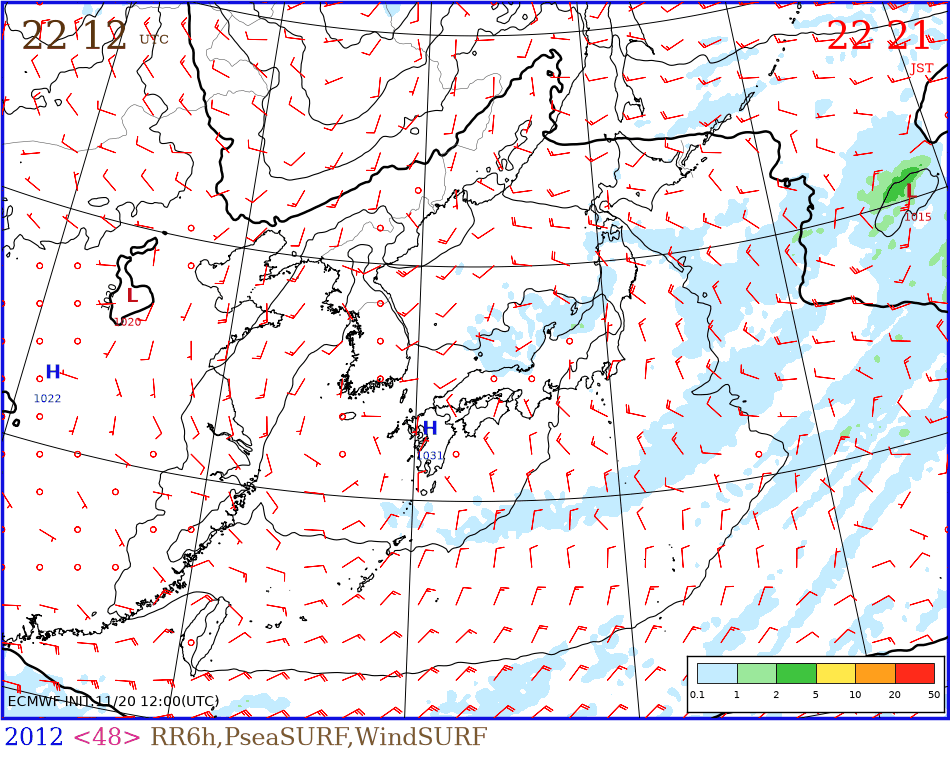 22 12 UTC
22 21 JST
L
1015
L
1020
H
1022
H
1031
0.1 1 2 5 10 20 50
ECMWF INIT:11/20 12:00(UTC)
2012 <48> RR6h,PseaSURF,WindSURF